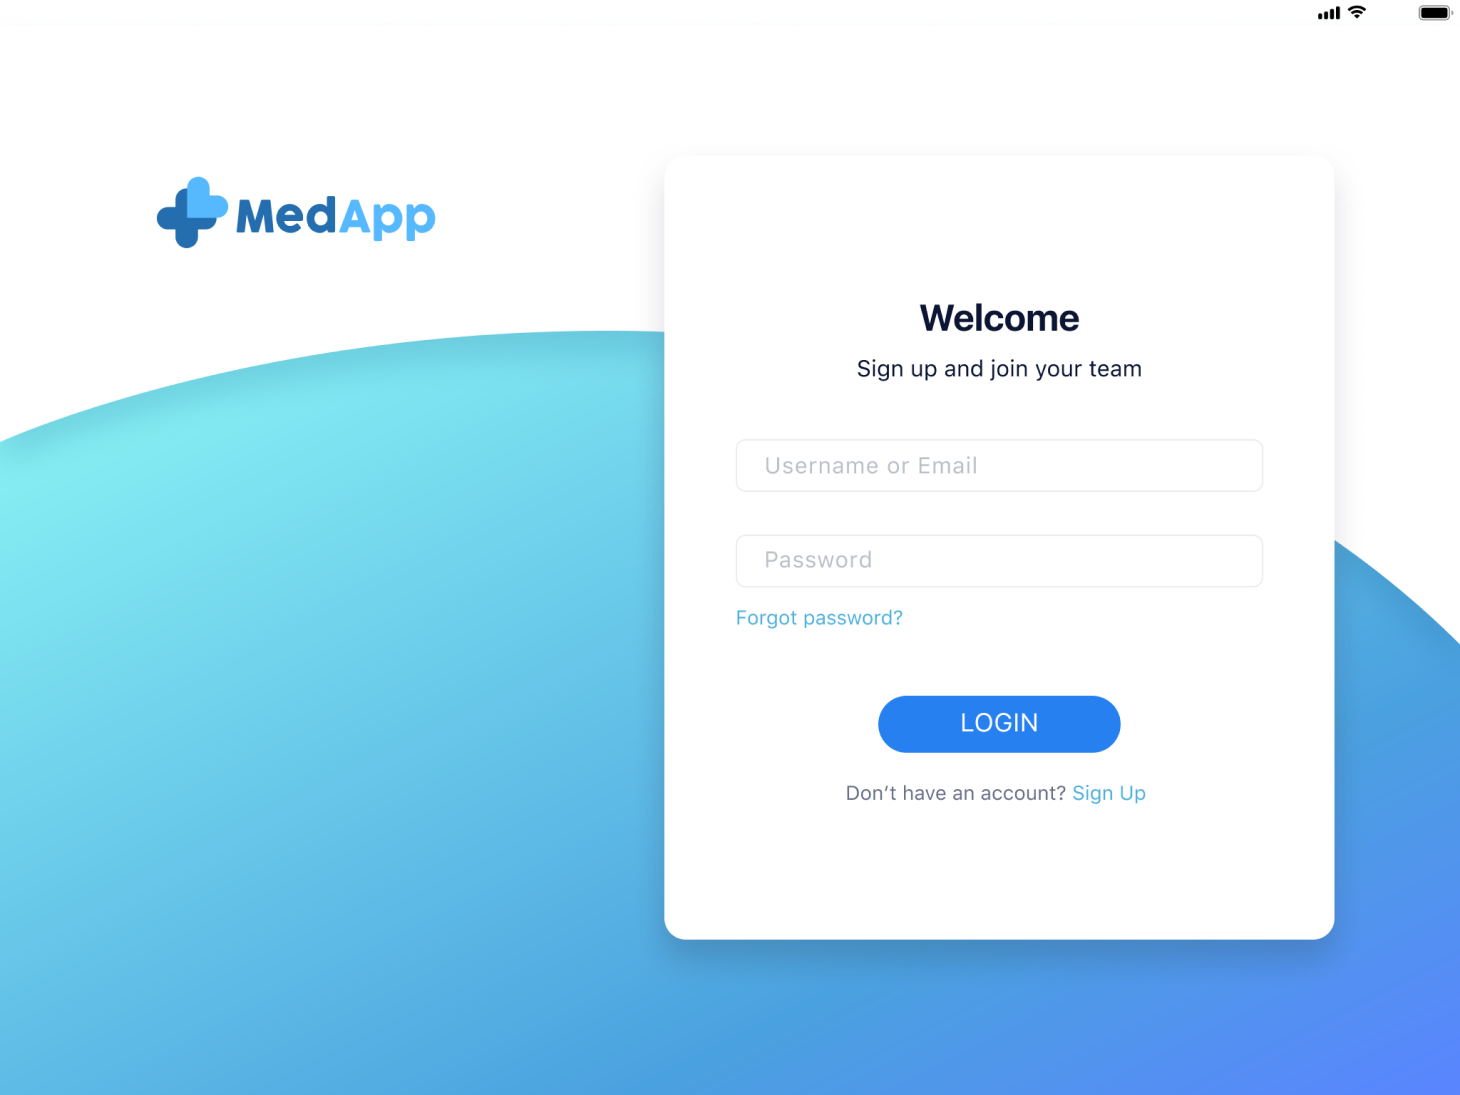 MedApp
Welcome
Sign up and join your team
Username or Email
Password
Forgot password?
LOGIN
Don’t have an account? Sign Up